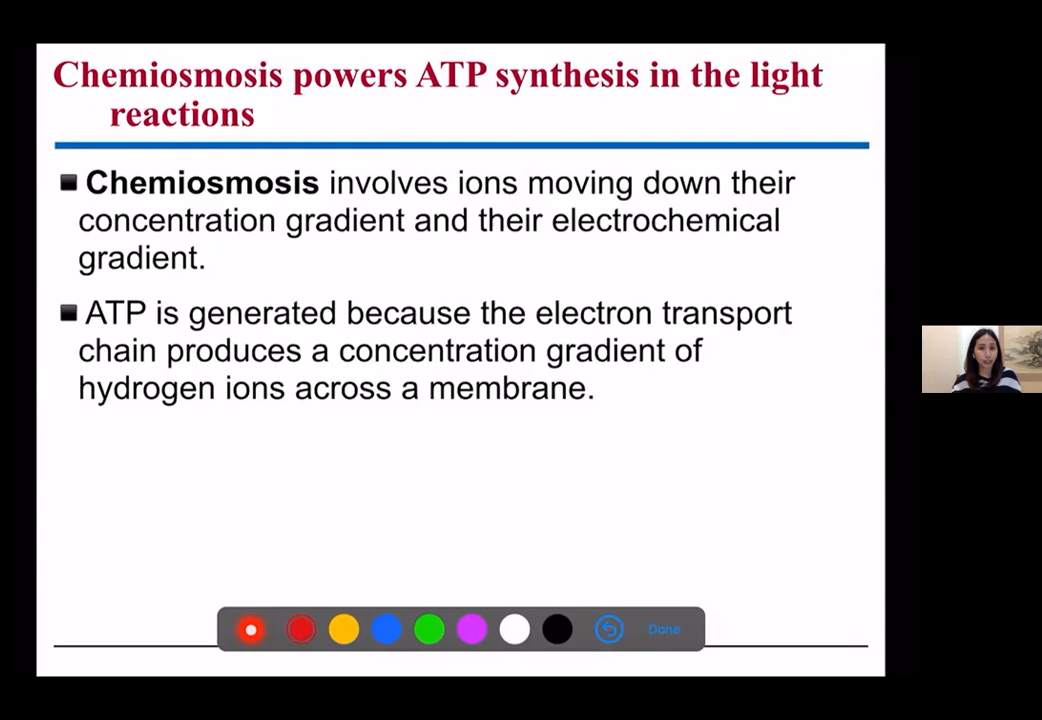 Chemiosmosis powers ATP synthesis in the light
reactions
Chemiosmosis involves ions moving down their
concentration gradient and their electrochemical
gradient.
ATP is generated because the electron transport
chain produces a concentration gradient of
hydrogen ions across a membrane.
Done